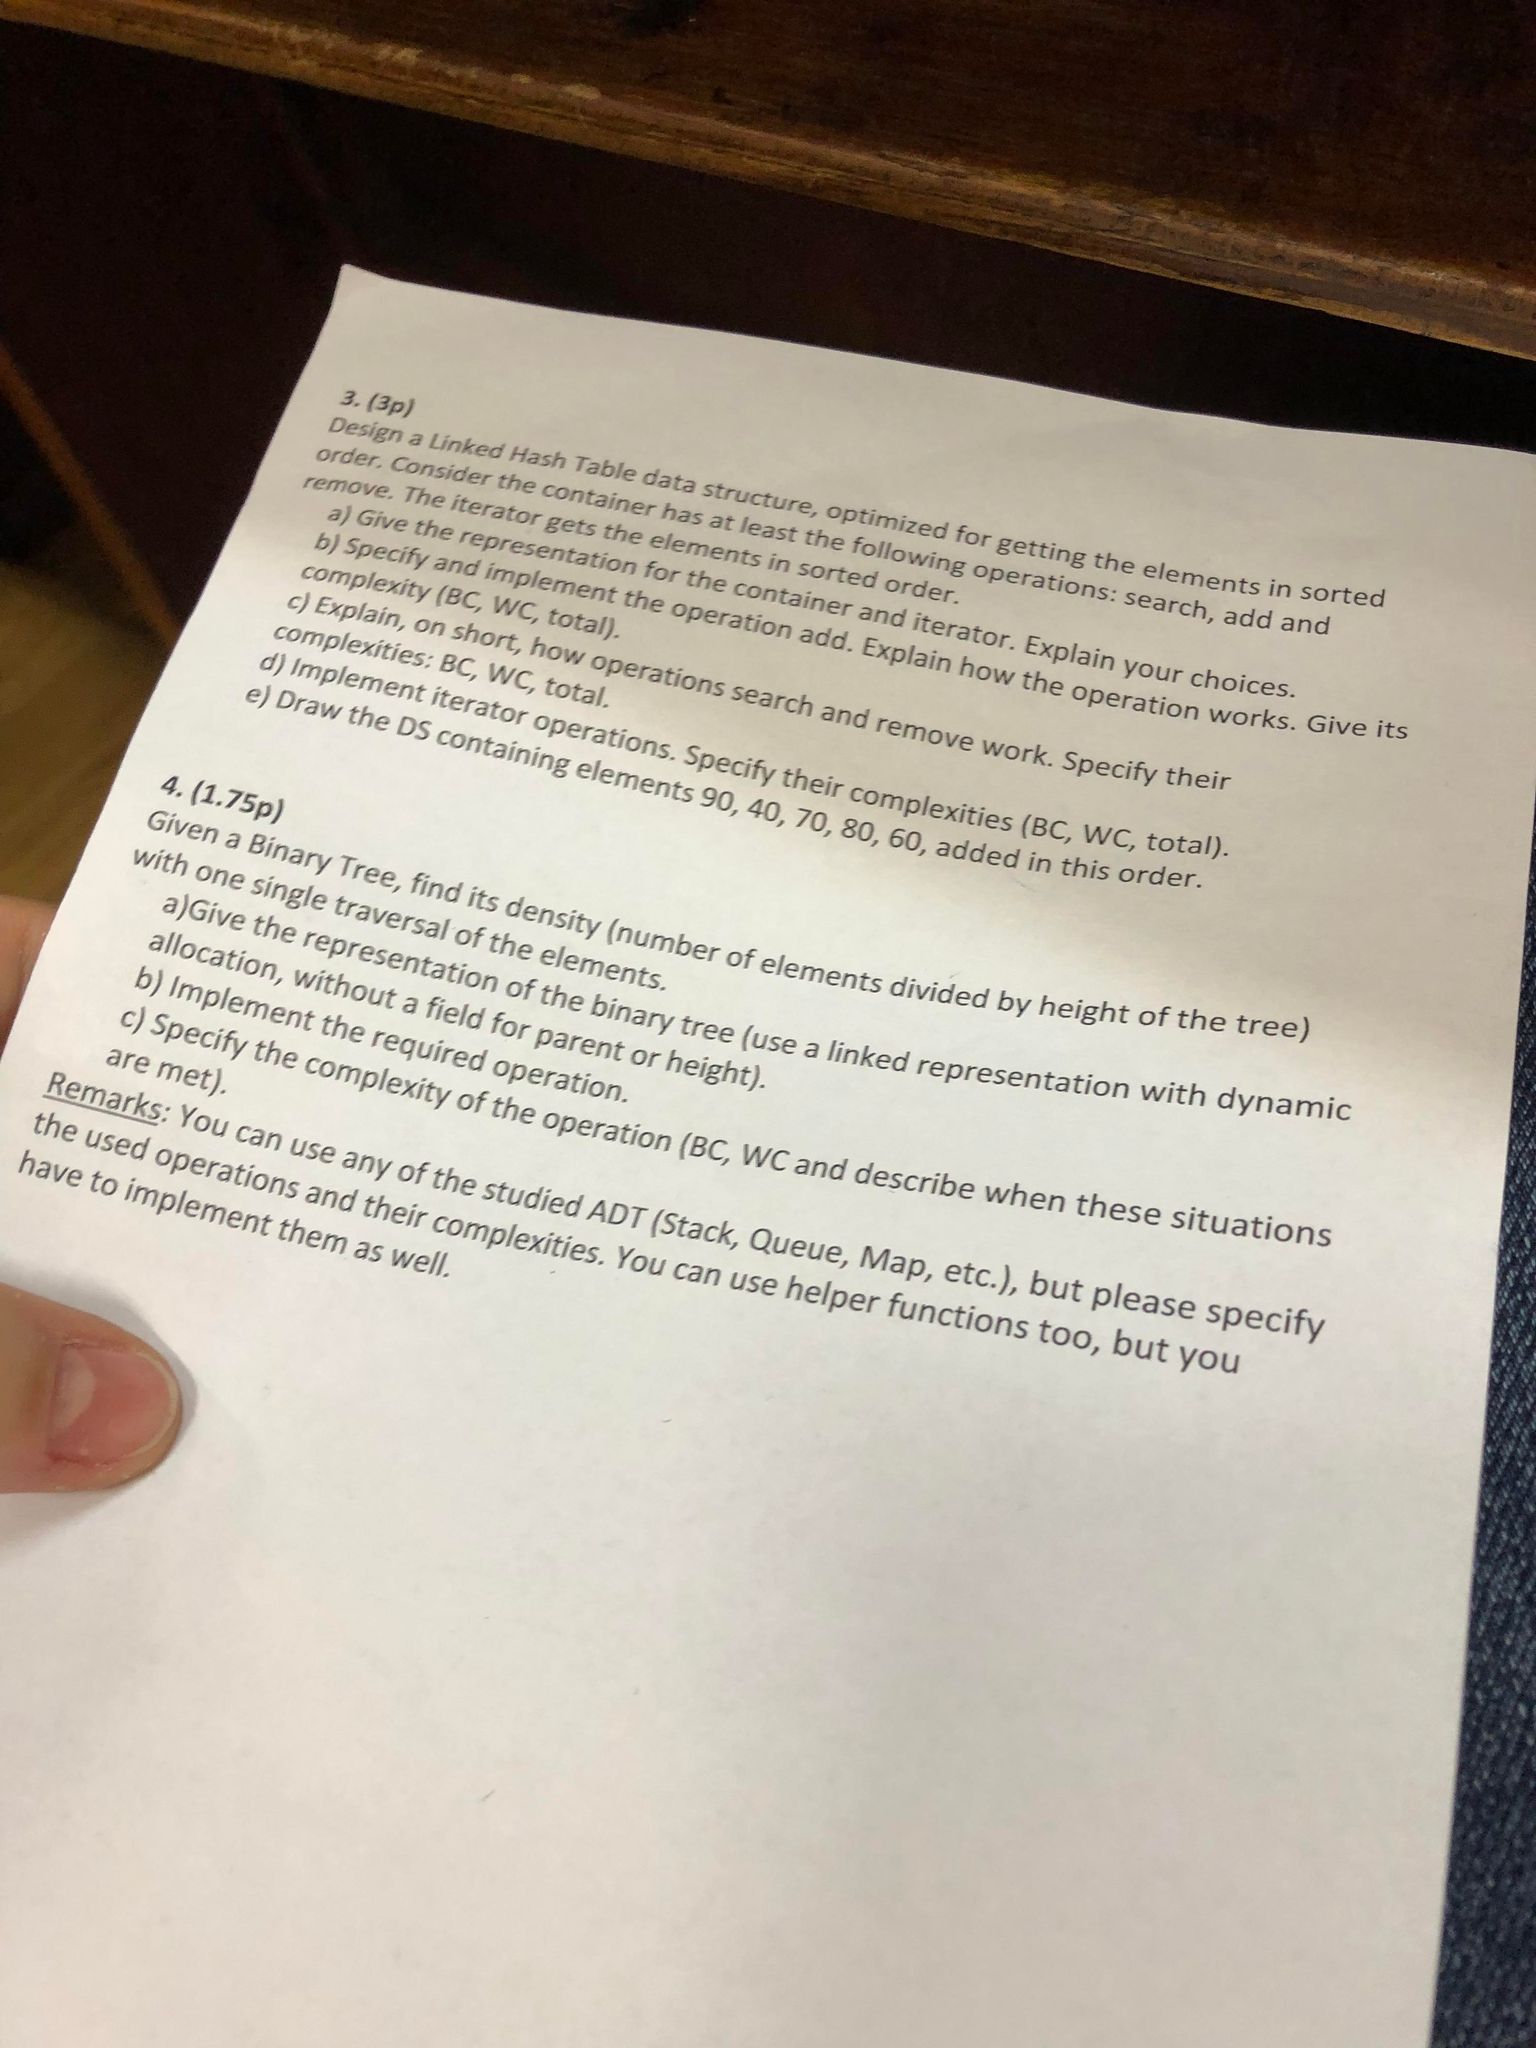 3. (3p)
Design a Linked Hash Table data structure, optimized for getting the elements in sorted
order. Consider the container has at least the following operations: search, add and
remove. The iterator gets the elements in sorted order.
a) Give the representation for the container and iterator. Explain your choices.
b) Specify and implement the operation add. Explain how the operation works. Give its
complexity (BC, WC, total).
c) Explain, on short, how operations search and remove work. Specify their
complexities: BC, WC, total.
d) Implement iterator operations. Specify their complexities (BC, WC, total).
e) Draw the DS containing elements 90, 40, 70, 80, 60, added in this order.
4. (1.75p)
Given a Binary Tree, find its density (number of elements divided by height of the tree)
with one single traversal of the elements.
a)Give the representation of the binary tree (use a linked representation with dynamic
allocation, without a field for parent or height).
b) Implement the required operation.
c) Specify the complexity of the operation (BC, WC and describe when these situations
are met).
Remarks: You can use any of the studied ADT (Stack, Queue, Map, etc.), but please specify
the used operations and their complexities. You can use helper functions too, but you
have to implement them as well.